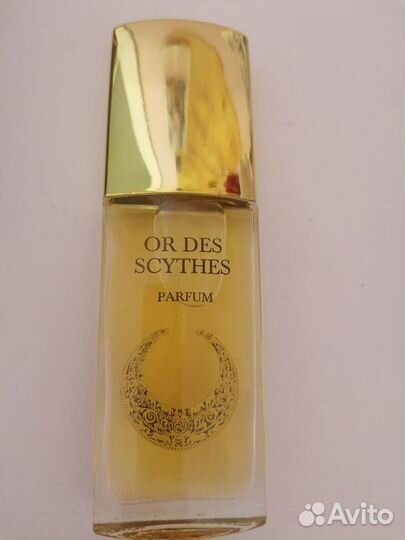 OR DES
SCYTHES
PARFUM
Avito